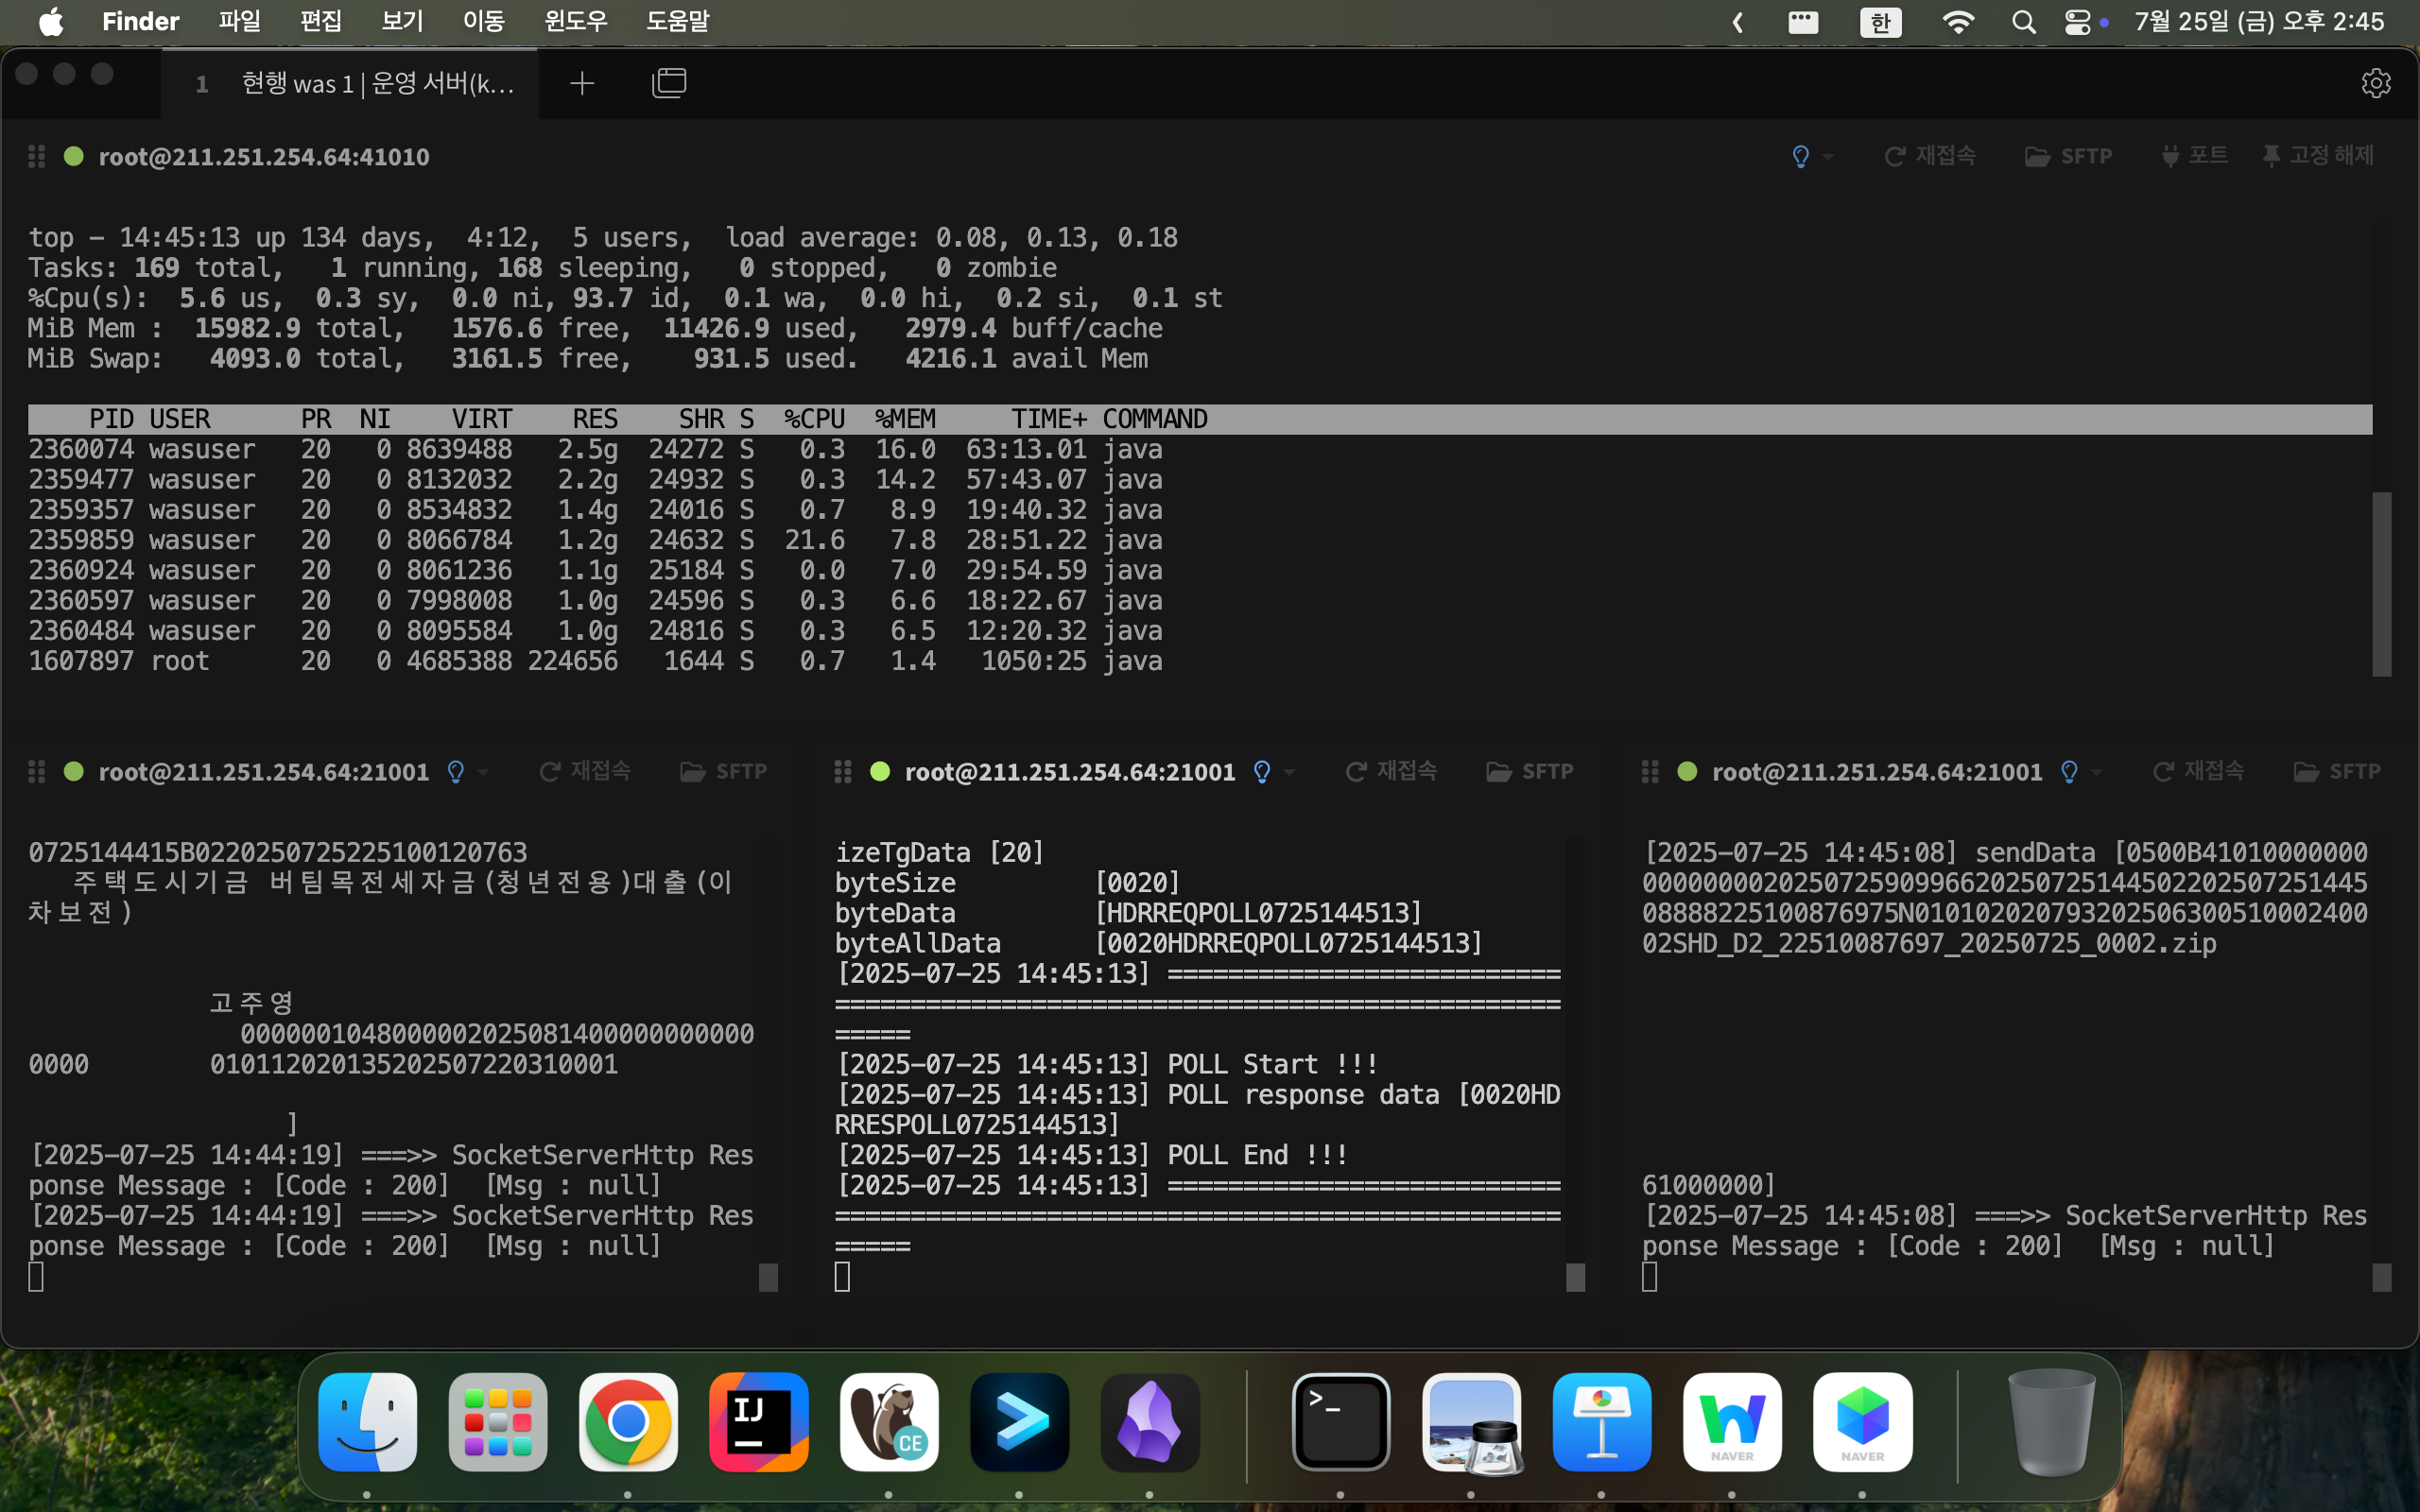 Finder 파일 편집 보기 이동 윈도우 도움말 한 7월 25일 (금) 오후 2:45
1 현행 was 1 | 운영 서버(k...
root@211.251.254.64:41010 재접속 SFTP 포트 고정 해제
top - 14:45:13 up 134 days,  4:12,  5 users,  load average: 0.08, 0.13, 0.18
Tasks: 169 total,   1 running, 168 sleeping,   0 stopped,   0 zombie
%Cpu(s):  5.6 us,  0.3 sy,  0.0 ni, 93.7 id,  0.1 wa,  0.0 hi,  0.2 si,  0.1 st
MiB Mem :  15982.9 total,   1576.6 free,  11426.9 used,   2979.4 buff/cache
MiB Swap:   4093.0 total,   3161.5 free,    931.5 used.   4216.1 avail Mem
PID USER PR NI VIRT RES SHR S %CPU %MEM TIME+ COMMAND
2360074 wasuser 20 0 8639488 2.5g 24272 S 0.3 16.0 63:13.01 java
2359477 wasuser 20 0 8132032 2.2g 24932 S 0.3 14.2 57:43.07 java
2359357 wasuser 20 0 8534832 1.4g 24016 S 0.7 8.9 19:40.32 java
2359859 wasuser 20 0 8066784 1.2g 24632 S 21.6 7.8 28:51.22 java
2360924 wasuser 20 0 8061236 1.1g 25184 S 0.0 7.0 29:54.59 java
2360597 wasuser 20 0 7998008 1.0g 24596 S 0.3 6.6 18:22.67 java
2360484 wasuser 20 0 8095584 1.0g 24816 S 0.3 6.5 12:20.32 java
1607897 root 20 0 4685388 224656 1644 S 0.7 1.4 1050:25 java
root@211.251.254.64:21001 재접속 SFTP
0725144415B0220250725225100120763
주택도시기금 버팀목전세자금(청년전용)대출(이
차보전)
고주영
0000001048000002025081400000000000
0000 010112020135202507220310001
]
[2025-07-25 14:44:19] ===>> SocketServerHttp Res
ponse Message : [Code : 200]  [Msg : null]
[2025-07-25 14:44:19] ===>> SocketServerHttp Res
ponse Message : [Code : 200]  [Msg : null]
root@211.251.254.64:21001 재접속 SFTP
izeTgData [20]
byteSize [0020]
byteData [HDRREQPOLL0725144513]
byteAllData [0020HDRREQPOLL0725144513]
[2025-07-25 14:45:13] ==========================
================================================
=====
[2025-07-25 14:45:13] POLL Start !!!
[2025-07-25 14:45:13] POLL response data [0020HD
RRESPOLL0725144513]
[2025-07-25 14:45:13] POLL End !!!
[2025-07-25 14:45:13] ==========================
================================================
=====
root@211.251.254.64:21001 재접속 SFTP
[2025-07-25 14:45:08] sendData [0500B41010000000
000000002025072590996620250725144502202507251445
08888225100876975N010102020793202506300510002400
02SHD_D2_22510087697_20250725_0002.zip
61000000]
[2025-07-25 14:45:08] ===>> SocketServerHttp Res
ponse Message : [Code : 200]  [Msg : null]
IJ
CE
>_
NAVER
NAVER